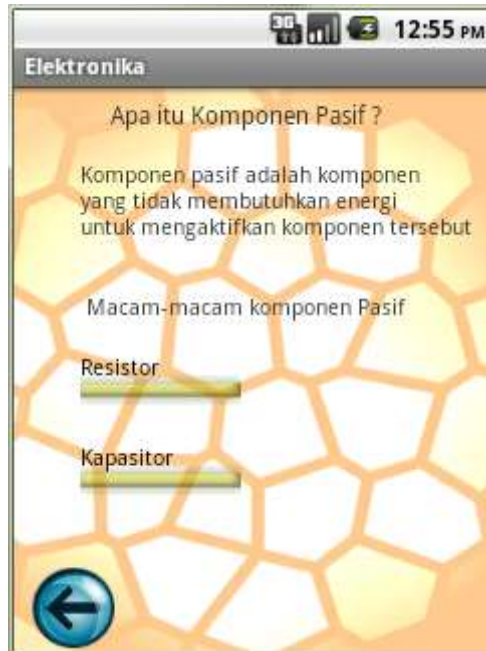 3G
12:55 PM
Elektronika
Apa itu Komponen Pasif ?
Komponen pasif adalah komponen
yang tidak membutuhkan energi
untuk mengaktifkan komponen tersebut
Macam-macam komponen Pasif
Resistor
Kapasitor